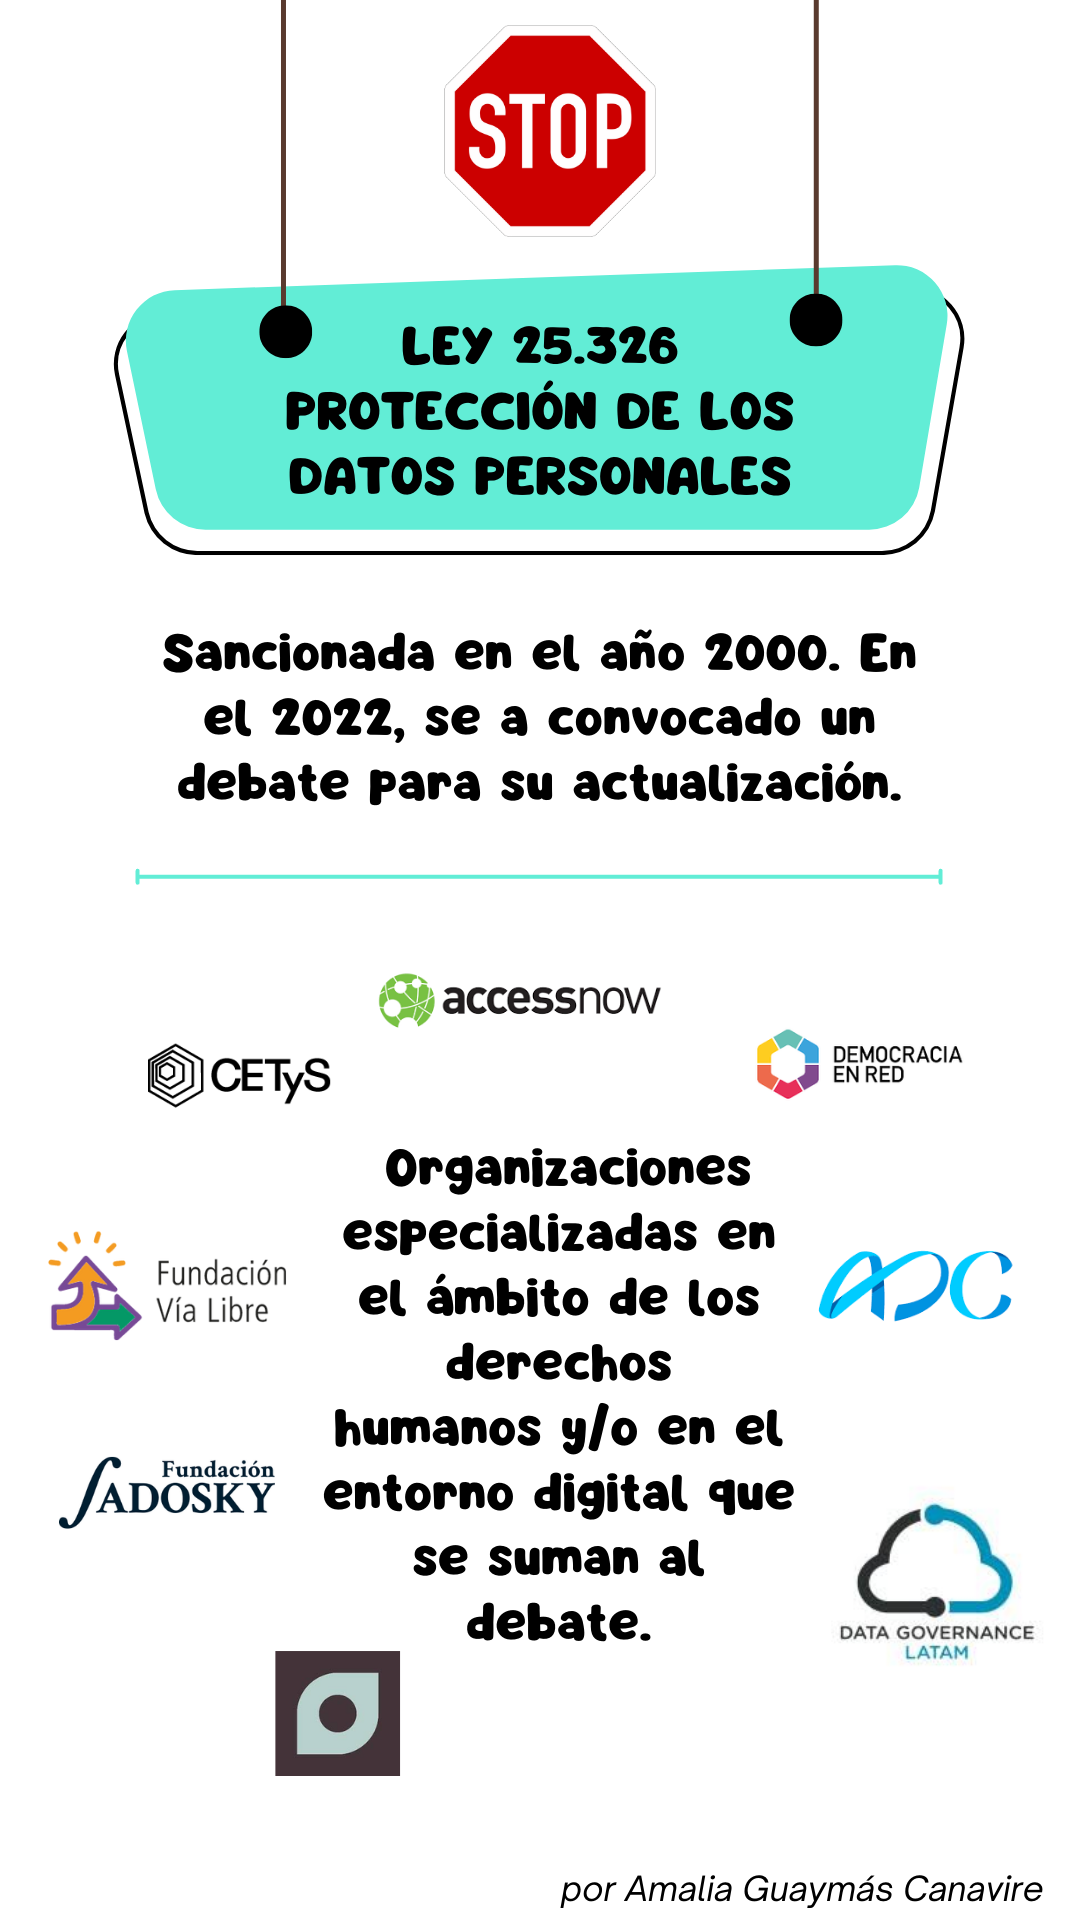 STOP
LEY 25.326
PROTECCIÓN DE LOS
DATOS PERSONALES
Sancionada en el año 2000. En
el 2022, se a convocado un
debate para su actualización.
accessnow
CETyS
DEMOCRACIA
EN RED
Organizaciones
especializadas en
el ámbito de los
derechos
humanos y/o en el
entorno digital que
se suman al
debate.
Fundación
Vía Libre
ADC
Fundación
SADOSKY
DATA GOVERNANCE
LATAM
por Amalia Guaymás Canavire